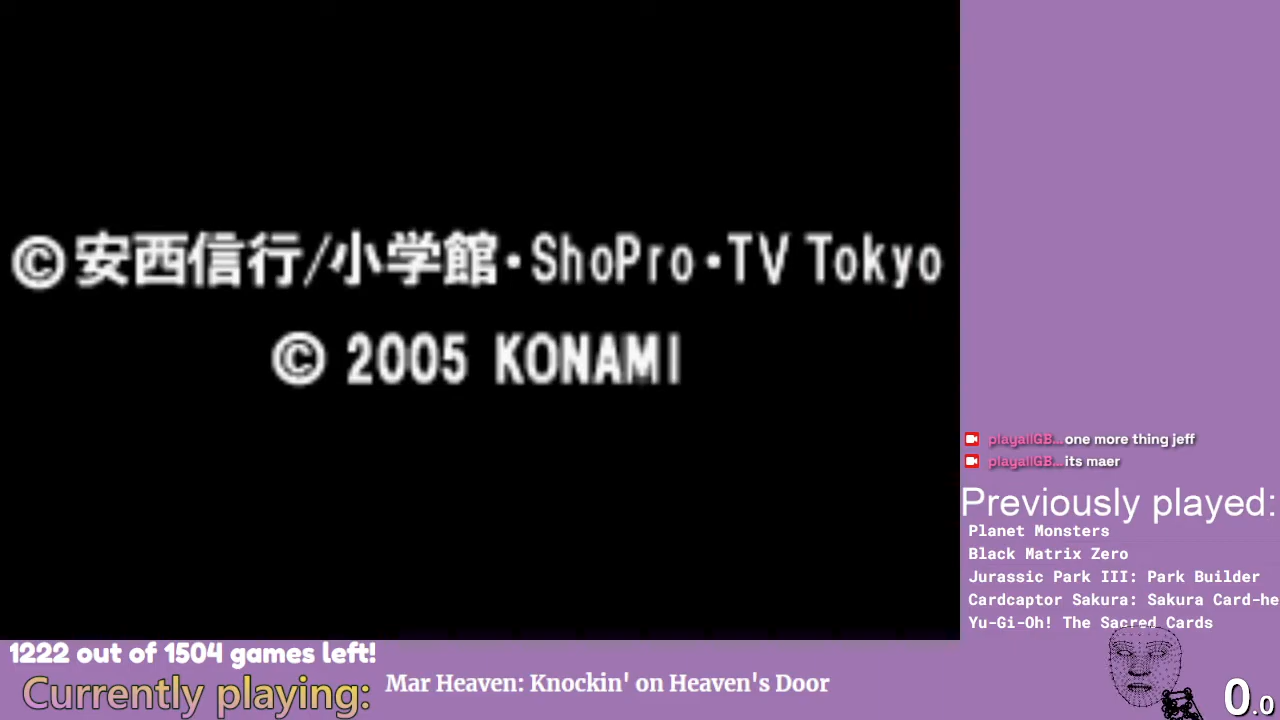 ©安西信行/小学館・ShoPro・TV Tokyo
© 2005 KONAMI
playallGB... one more thing jeff
playallGB... its maer
Previously played:
Planet Monsters
Black Matrix Zero
Jurassic Park III: Park Builder
Cardcaptor Sakura: Sakura Card-he
Yu-Gi-Oh! The Sacred Cards
1222 out of 1504 games left!
Currently playing: Mar Heaven: Knockin' on Heaven's Door
0.0